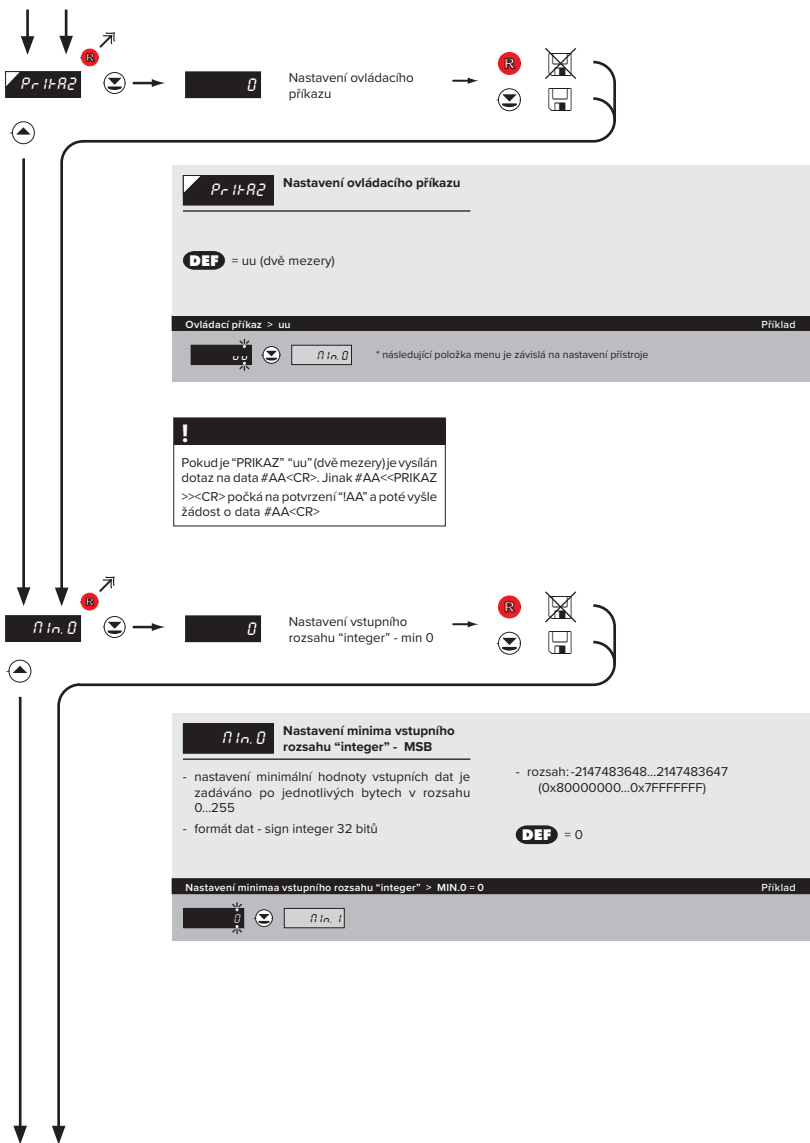 R
PrIKAZ
0
Nastavení ovládacího
příkazu
R
PrIKAZ
Nastavení ovládacího příkazu
DEF = uu (dvě mezery)
Ovládací příkaz > uu
Příklad
uu
MIn. 0
* následující položka menu je závislá na nastavení přístroje
!
Pokud je “PRIKAZ” “uu” (dvě mezery) je vysílán
dotaz na data #AA<CR>. Jinak #AA<<PRIKAZ
>><CR> počká na potvrzení “!AA” a poté vyšle
žádost o data #AA<CR>
R
MIn. 0
0
Nastavení vstupního
rozsahu “integer” - min 0
R
MIn. 0
Nastavení minima vstupního
rozsahu “integer” - MSB
- nastavení minimální hodnoty vstupních dat je
zadáváno po jednotlivých bytech v rozsahu
0...255
- formát dat - sign integer 32 bitů
- rozsah: -2147483648...2147483647
(0x80000000...0x7FFFFFFF)
DEF = 0
Nastavení minimaa vstupního rozsahu “integer” > MIN.0 = 0
Příklad
0
MIn. 1